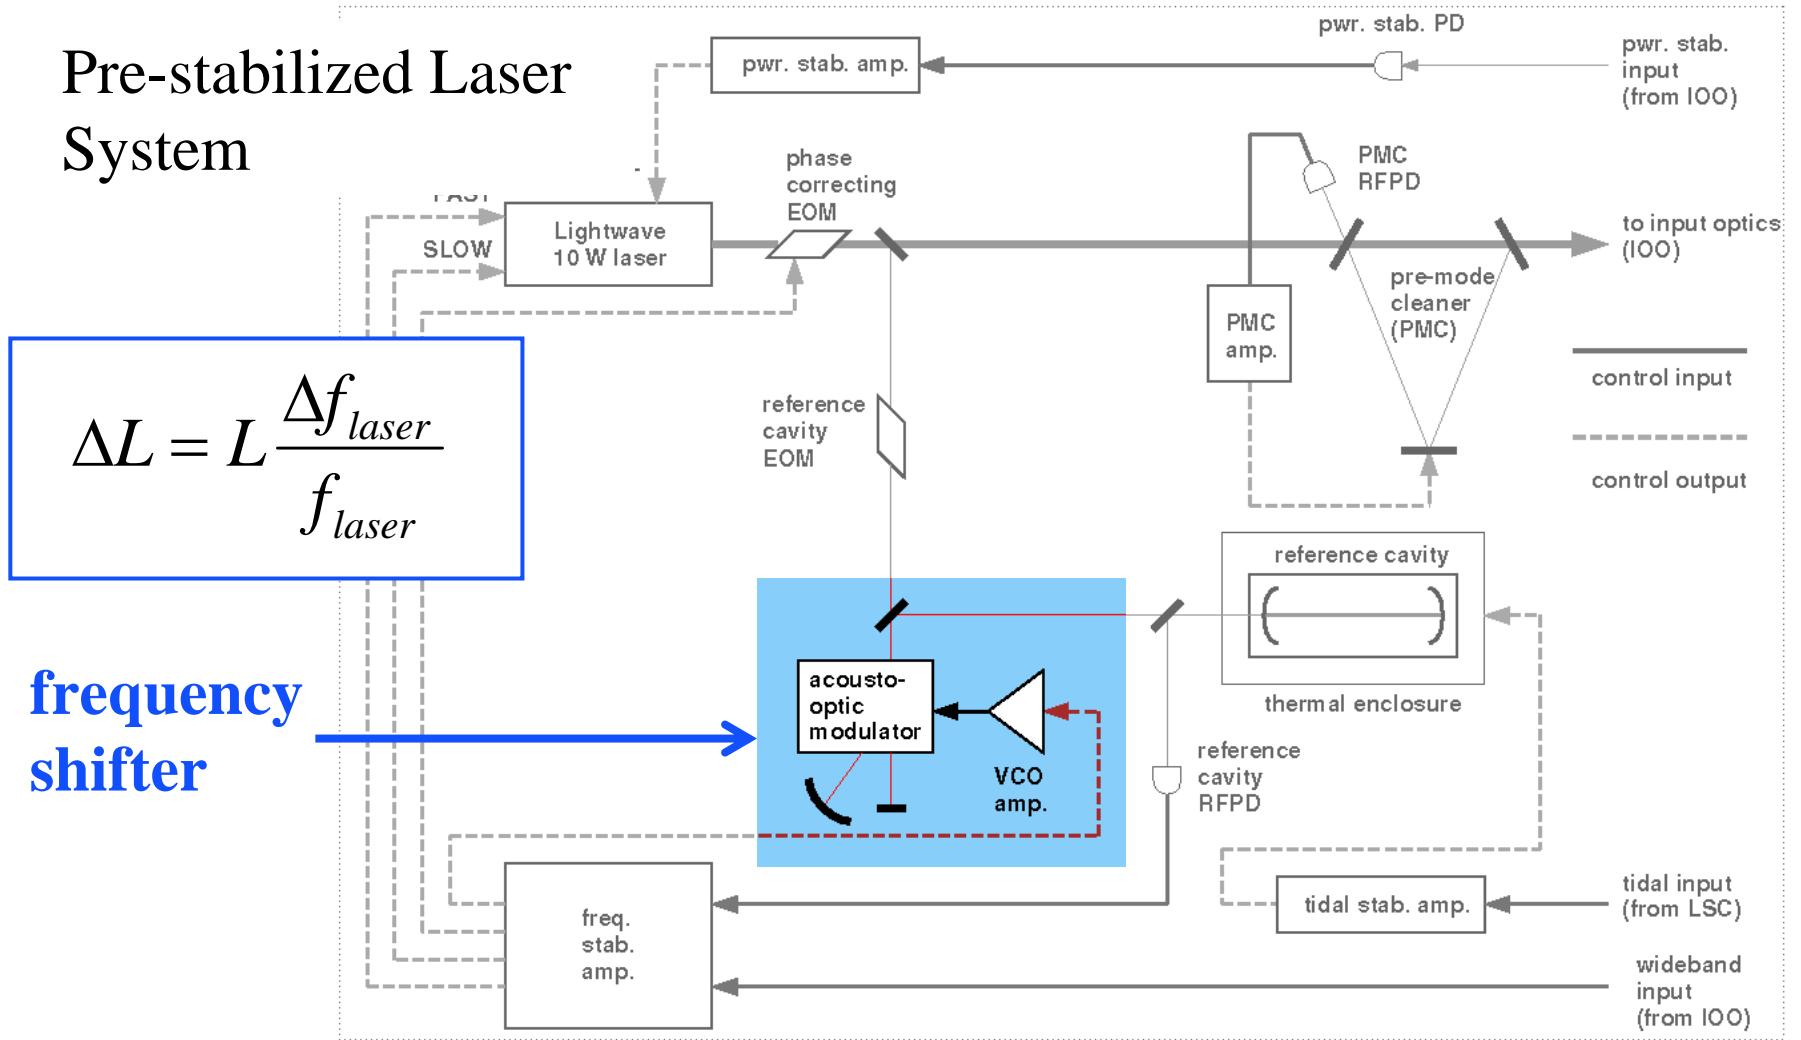 Pre-stabilized Laser
System
pwr. stab. PD
pwr. stab. amp.
pwr. stab.
input
(from IOO)
phase
correcting
EOM
PMC
RFPD
FAST
SLOW
Lightwave
10 W laser
to input optics
(IOO)
pre-mode
cleaner
(PMC)
PMC
amp.
control input
control output
ΔL = L Δf_laser / f_laser
reference
cavity
EOM
reference cavity
thermal enclosure
frequency
shifter
acousto-
optic
modulator
VCO
amp.
reference
cavity
RFPD
freq.
stab.
amp.
tidal stab. amp.
tidal input
(from LSC)
wideband
input
(from IOO)